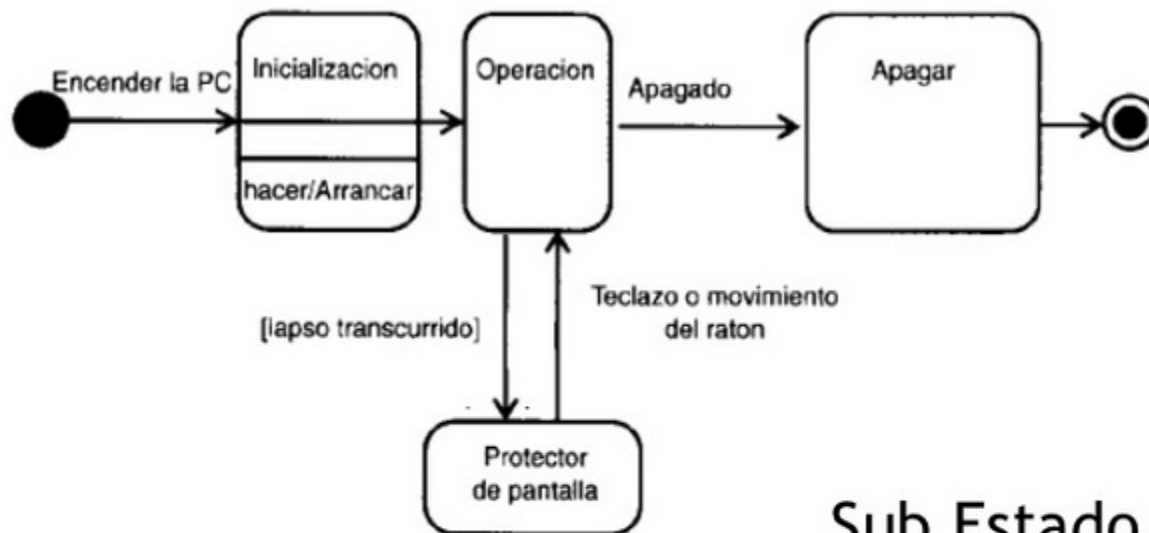 Encender la PC
Inicializacion
hacer/Arrancar
Operacion
Apagado
Apagar
[lapso transcurrido]
Teclazo o movimiento
del raton
Protector
de pantalla
Sub Estado